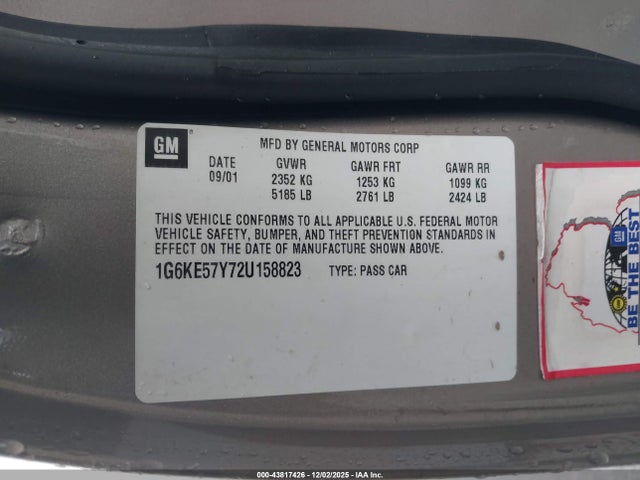 GM
MFD BY GENERAL MOTORS CORP
DATE GVWR GAWR FRT GAWR RR
09/01 2352 KG 1253 KG 1099 KG
5185 LB 2761 LB 2424 LB
THIS VEHICLE CONFORMS TO ALL APPLICABLE U.S. FEDERAL MOTOR
VEHICLE SAFETY, BUMPER, AND THEFT PREVENTION STANDARDS IN
EFFECT ON THE DATE OF MANUFACTURE SHOWN ABOVE.
1G6KE57Y72U158823 TYPE: PASS CAR
GM
BE THE WORLD
000-43817426 - 12/02/2025 - IAA Inc.